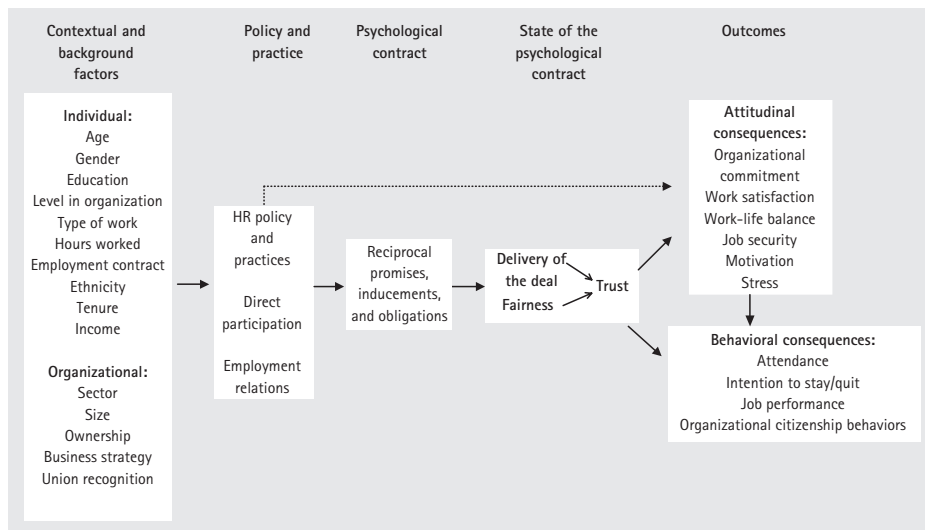 Contextual and
background
factors
Policy and
practice
Psychological
contract
State of the
psychological
contract
Outcomes
Individual:
Age
Gender
Education
Level in organization
Type of work
Hours worked
Employment contract
Ethnicity
Tenure
Income
Organizational:
Sector
Size
Ownership
Business strategy
Union recognition
HR policy
and
practices
Direct
participation
Employment
relations
Reciprocal
promises,
inducements,
and obligations
Delivery of
the deal
Fairness
Trust
Attitudinal
consequences:
Organizational
commitment
Work satisfaction
Work-life balance
Job security
Motivation
Stress
Behavioral consequences:
Attendance
Intention to stay/quit
Job performance
Organizational citizenship behaviors